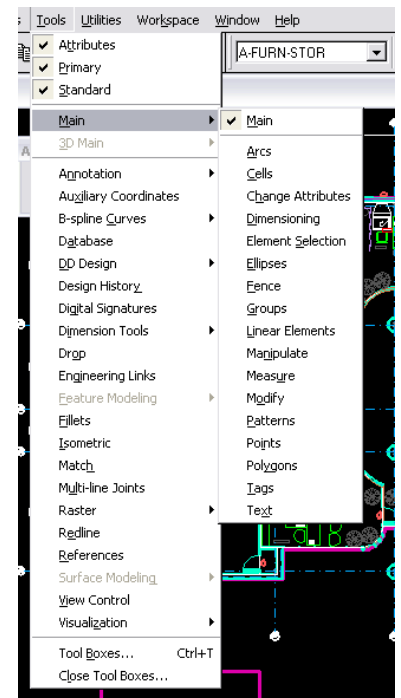 Tools Utilities Workspace Window Help
A-FURN-STOR
Attributes
Primary
Standard
Main
3D Main
Annotation
Auxiliary Coordinates
B-spline Curves
Database
DD Design
Design History
Digital Signatures
Dimension Tools
Drop
Engineering Links
Feature Modeling
Fillets
Isometric
Match
Multi-line Joints
Raster
Redline
References
Surface Modeling
View Control
Visualization
Tool Boxes... Ctrl+T
Close Tool Boxes...
Main
Arcs
Cells
Change Attributes
Dimensioning
Element Selection
Ellipses
Fence
Groups
Linear Elements
Manipulate
Measure
Modify
Patterns
Points
Polygons
Tags
Text